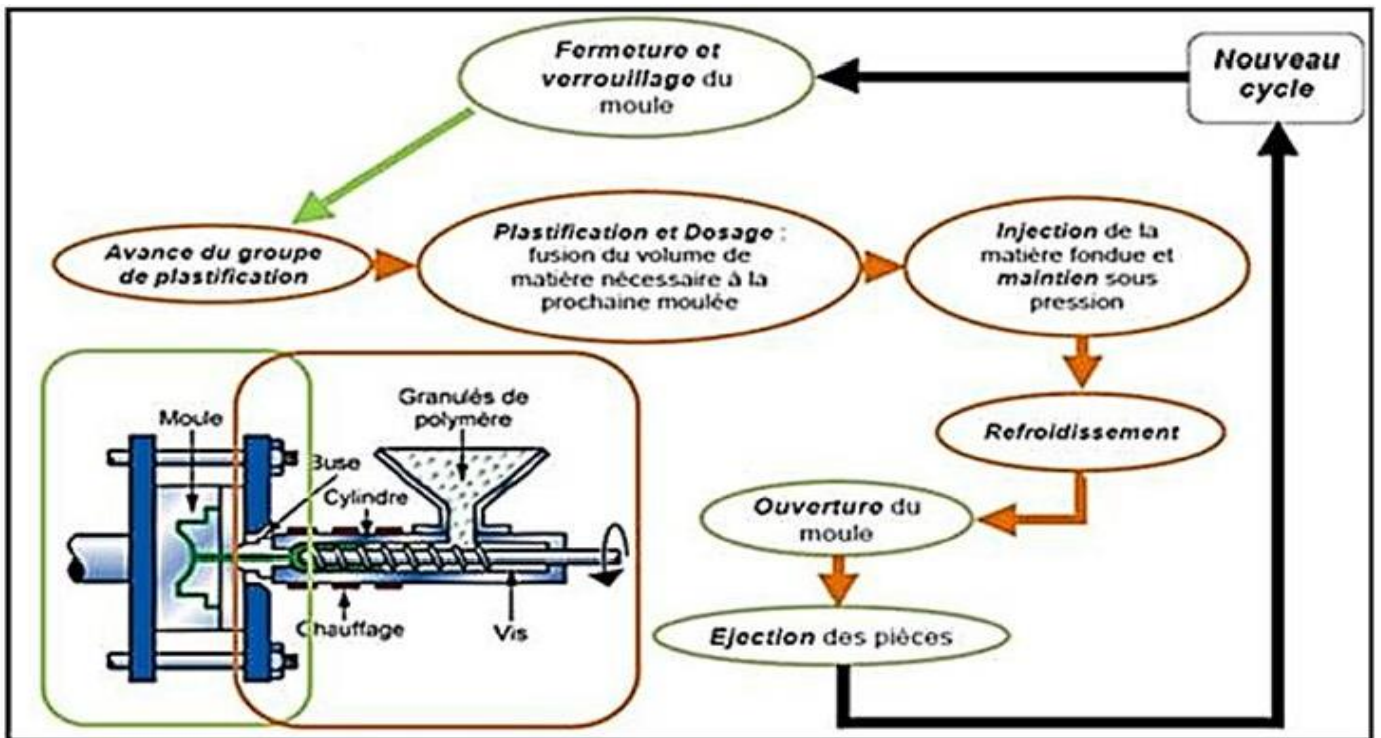 Fermeture et
verrouillage du
moule
Nouveau
cycle
Avance du groupe
de plastification
Plastification et Dosage :
fusion du volume de
matière nécessaire à la
prochaine moulée
Injection de la
matière fondue et
maintien sous
pression
Refroidissement
Ouverture du
moule
Ejection des pièces
Granulés de
polymère
Moule
Buse
Cylindre
Chauffage
Vis